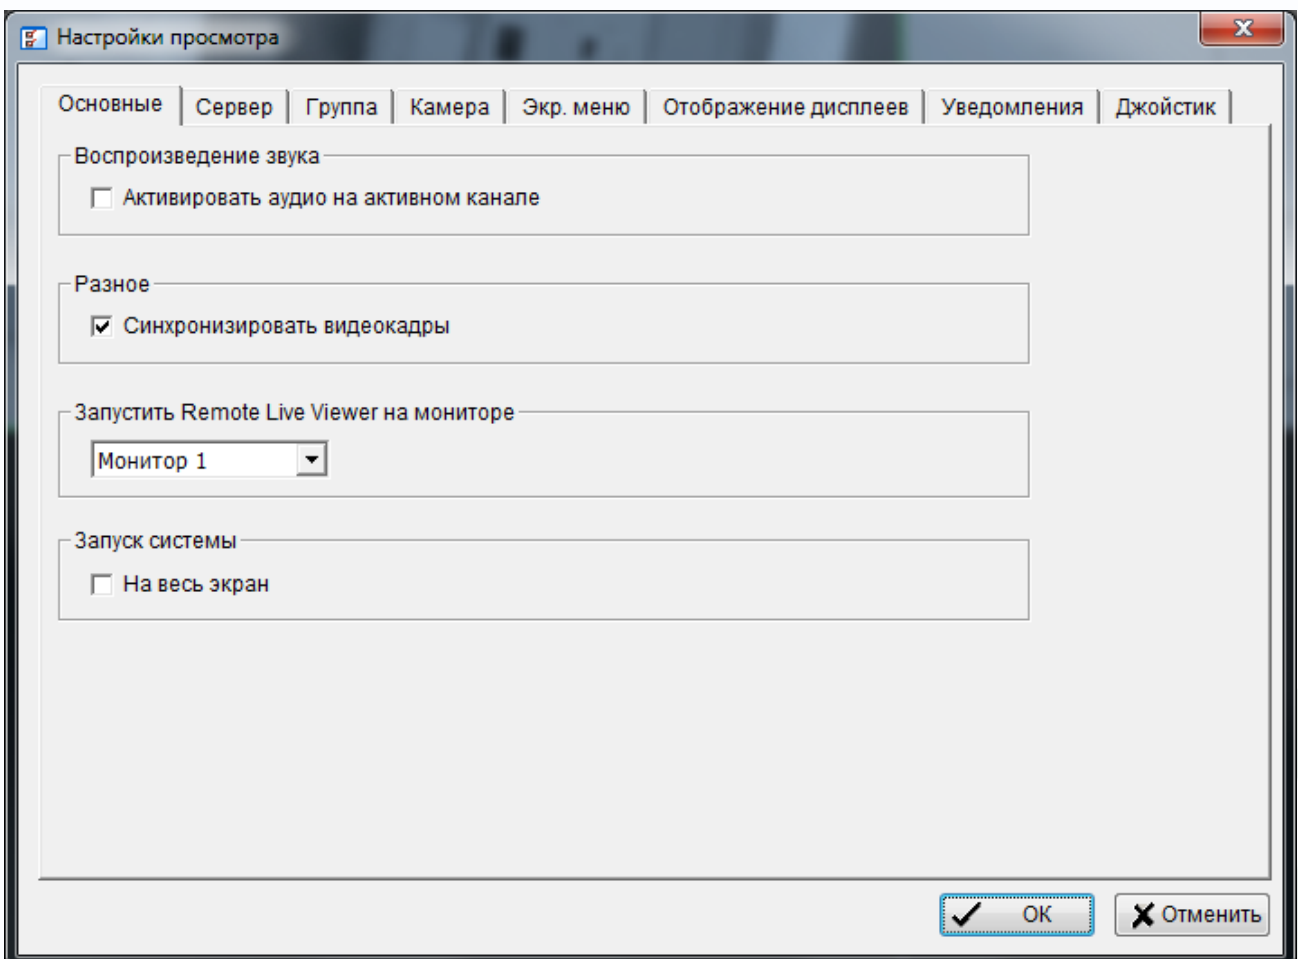 Настройки просмотра
Основные Сервер Группа Камера Экр. меню Отображение дисплеев Уведомления Джойстик
Воспроизведение звука
Активировать аудио на активном канале
Разное
Синхронизировать видеокадры
Запустить Remote Live Viewer на мониторе
Монитор 1
Запуск системы
На весь экран
ОК Отменить